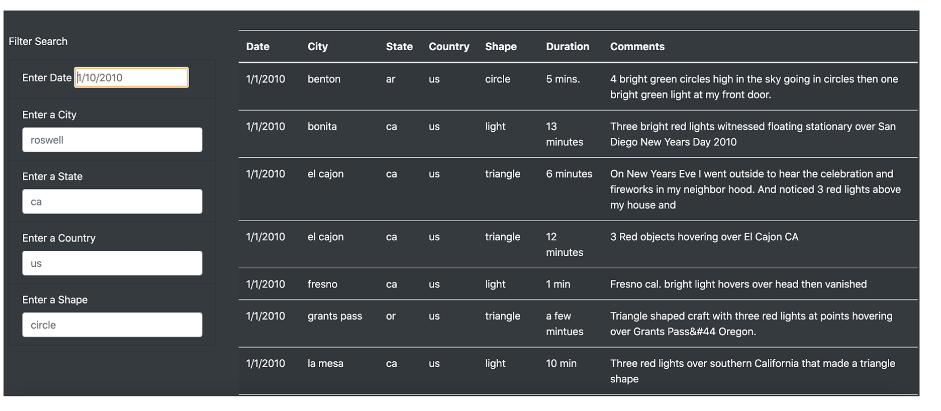 Filter Search
Enter Date 1/10/2010
Enter a City
roswell
Enter a State
ca
Enter a Country
us
Enter a Shape
circle
Date City State Country Shape Duration Comments
1/1/2010 benton ar us circle 5 mins. 4 bright green circles high in the sky going in circles then one
bright green light at my front door.
1/1/2010 bonita ca us light 13 Three bright red lights witnessed floating stationary over San
minutes Diego New Years Day 2010
1/1/2010 el cajon ca us triangle 6 minutes On New Years Eve I went outside to hear the celebration and
fireworks in my neighbor hood. And noticed 3 red lights above
my house and
1/1/2010 el cajon ca us triangle 12 3 Red objects hovering over El Cajon CA
minutes
1/1/2010 fresno ca us light 1 min Fresno cal. bright light hovers over head then vanished
1/1/2010 grants pass or us triangle a few Triangle shaped craft with three red lights at points hovering
mintues over Grants Pass&#44 Oregon.
1/1/2010 la mesa ca us light 10 min Three red lights over southern California that made a triangle
shape